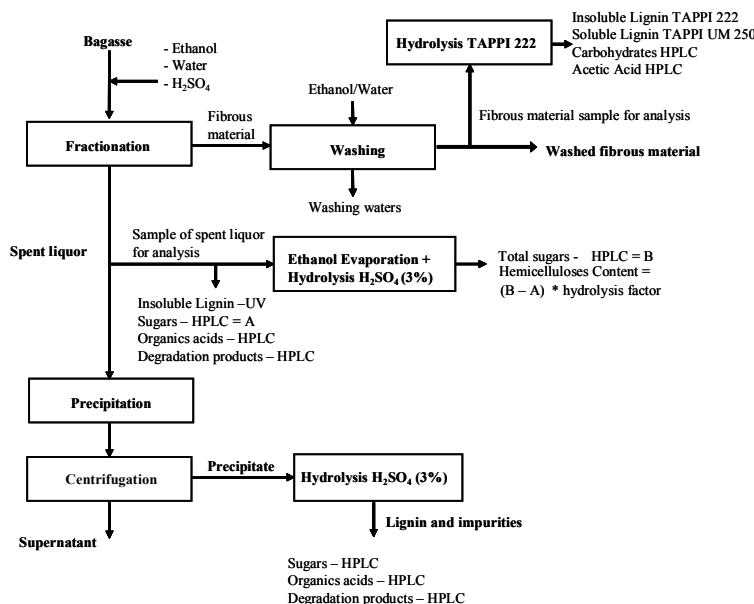 Bagasse
- Ethanol
- Water
- H₂SO₄
Hydrolysis TAPPI 222
Insoluble Lignin TAPPI 222
Soluble Lignin TAPPI UM 250
Carbohydrates HPLC
Acetic Acid HPLC
Ethanol/Water
Fibrous
material
Fibrous material sample for analysis
Fractionation
Washing
Washed fibrous material
Washing waters
Spent liquor
Sample of spent liquor
for analysis
Ethanol Evaporation +
Hydrolysis H₂SO₄ (3%)
Total sugars - HPLC = B
Hemicelluloses Content =
(B – A) * hydrolysis factor
Insoluble Lignin –UV
Sugars – HPLC = A
Organics acids – HPLC
Degradation products – HPLC
Precipitation
Centrifugation
Precipitate
Hydrolysis H₂SO₄ (3%)
Supernatant
Lignin and impurities
Sugars – HPLC
Organics acids – HPLC
Degradation products – HPLC